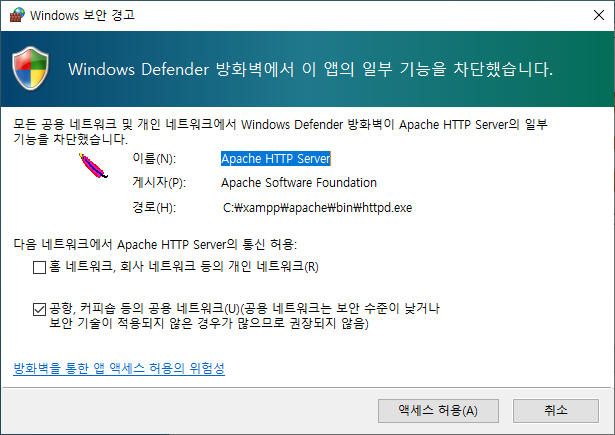 Windows 보안 경고
Windows Defender 방화벽에서 이 앱의 일부 기능을 차단했습니다.
모든 공용 네트워크 및 개인 네트워크에서 Windows Defender 방화벽이 Apache HTTP Server의 일부
기능을 차단했습니다.
이름(N): Apache HTTP Server
게시자(P): Apache Software Foundation
경로(H): C:₩xampp₩apache₩bin₩httpd.exe
다음 네트워크에서 Apache HTTP Server의 통신 허용:
홈 네트워크, 회사 네트워크 등의 개인 네트워크(R)
공항, 커피숍 등의 공용 네트워크(U)(공용 네트워크는 보안 수준이 낮거나
보안 기술이 적용되지 않은 경우가 많으므로 권장되지 않음)
방화벽을 통한 앱 액세스 허용의 위험성
액세스 허용(A) 취소